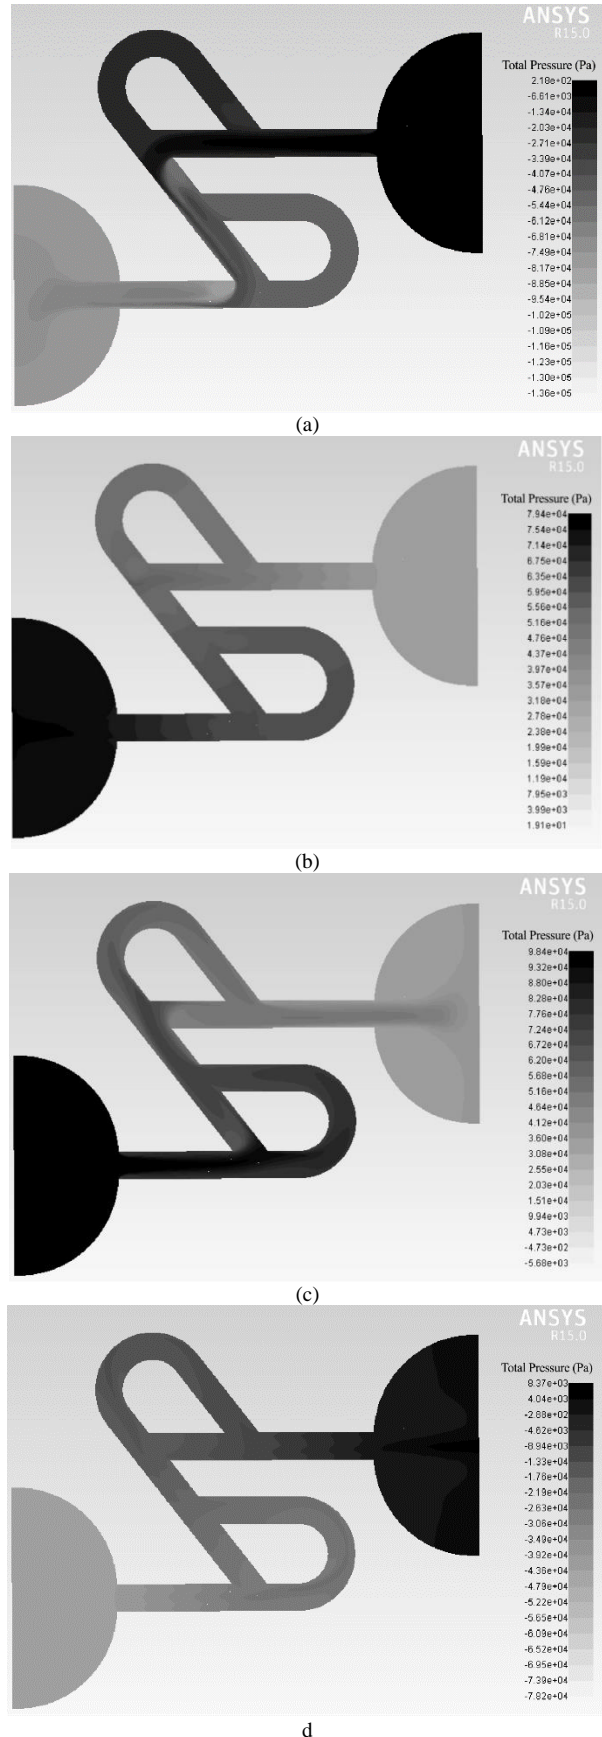 ANSYS
R15.0
Total Pressure (Pa)
2.18e+02
-6.61e+03
-1.34e+04
-2.03e+04
-2.71e+04
-3.39e+04
-4.07e+04
-4.76e+04
-5.44e+04
-6.12e+04
-6.81e+04
-7.49e+04
-8.17e+04
-8.85e+04
-9.54e+04
-1.02e+05
-1.09e+05
-1.16e+05
-1.23e+05
-1.30e+05
-1.36e+05
(a)
ANSYS
R15.0
Total Pressure (Pa)
7.94e+04
7.54e+04
7.14e+04
6.75e+04
6.35e+04
5.95e+04
5.56e+04
5.16e+04
4.76e+04
4.37e+04
3.97e+04
3.57e+04
3.18e+04
2.78e+04
2.38e+04
1.99e+04
1.59e+04
1.19e+04
7.95e+03
3.99e+03
1.91e+01
(b)
ANSYS
R15.0
Total Pressure (Pa)
9.84e+04
9.32e+04
8.80e+04
8.28e+04
7.76e+04
7.24e+04
6.72e+04
6.20e+04
5.68e+04
5.16e+04
4.64e+04
4.12e+04
3.60e+04
3.08e+04
2.55e+04
2.03e+04
1.51e+04
9.94e+03
4.73e+03
-4.73e+02
-5.68e+03
(c)
ANSYS
R15.0
Total Pressure (Pa)
8.37e+03
4.04e+03
-2.88e+02
-4.62e+03
-8.94e+03
-1.33e+04
-1.76e+04
-2.19e+04
-2.63e+04
-3.06e+04
-3.49e+04
-3.92e+04
-4.36e+04
-4.79e+04
-5.22e+04
-5.65e+04
-6.09e+04
-6.52e+04
-6.95e+04
-7.39e+04
-7.82e+04
d